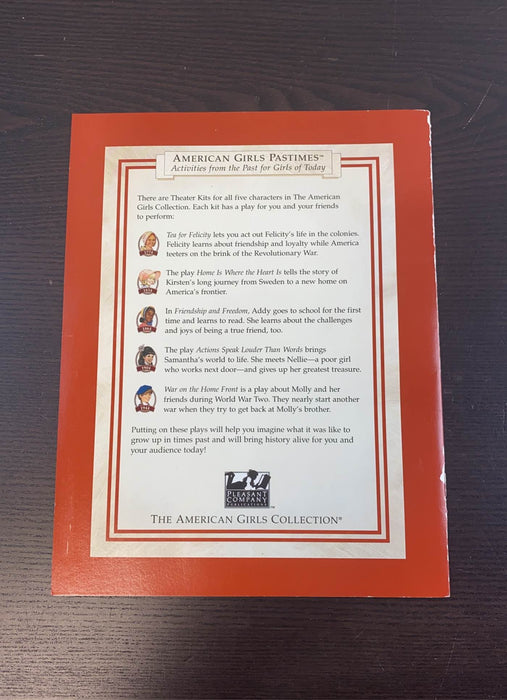 AMERICAN GIRLS PASTIMES™
Activities from the Past for Girls of Today
There are Theater Kits for all five characters in The American
Girls Collection. Each kit has a play for you and your friends
to perform:
Tea for Felicity lets you act out Felicity's life in the colonies.
Felicity learns about friendship and loyalty while America
teeters on the brink of the Revolutionary War.
The play Home Is Where the Heart Is tells the story of
Kirsten's long journey from Sweden to a new home on
America's frontier.
In Friendship and Freedom, Addy goes to school for the first
time and learns to read. She learns about the challenges
and joys of being a true friend, too.
The play Actions Speak Louder Than Words brings
Samantha's world to life. She meets Nellie—a poor girl
who works next door—and gives up her greatest treasure.
War on the Home Front is a play about Molly and her
friends during World War Two. They nearly start another
war when they try to get back at Molly's brother.
Putting on these plays will help you imagine what it was like to
grow up in times past and will bring history alive for you and
your audience today!
PLEASANT
COMPANY
PUBLICATIONS™
THE AMERICAN GIRLS COLLECTION®